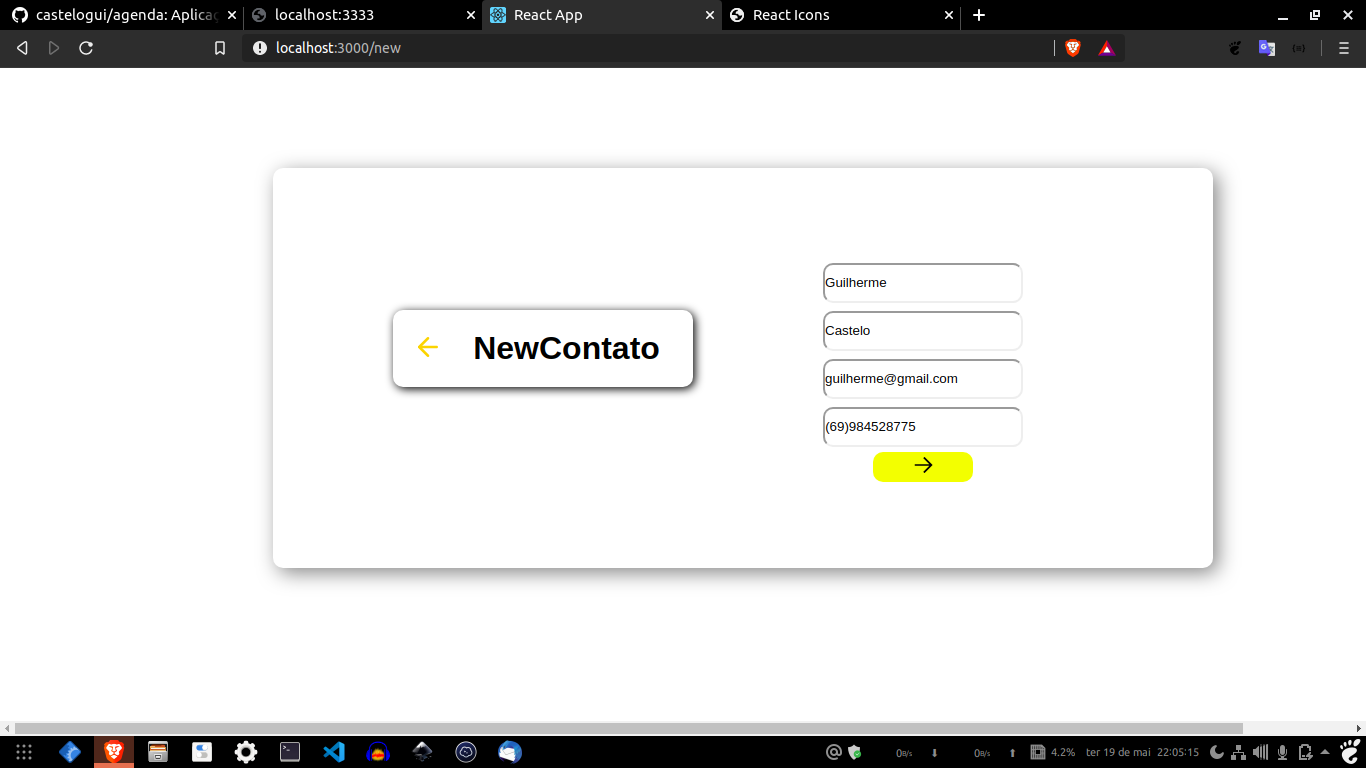 castelogui/agenda: Aplica
localhost:3333
React App
React Icons
localhost:3000/new
NewContato
Guilherme
Castelo
guilherme@gmail.com
(69)984528775
0B/s 0B/s 4.2% ter 19 de mai 22:05:15